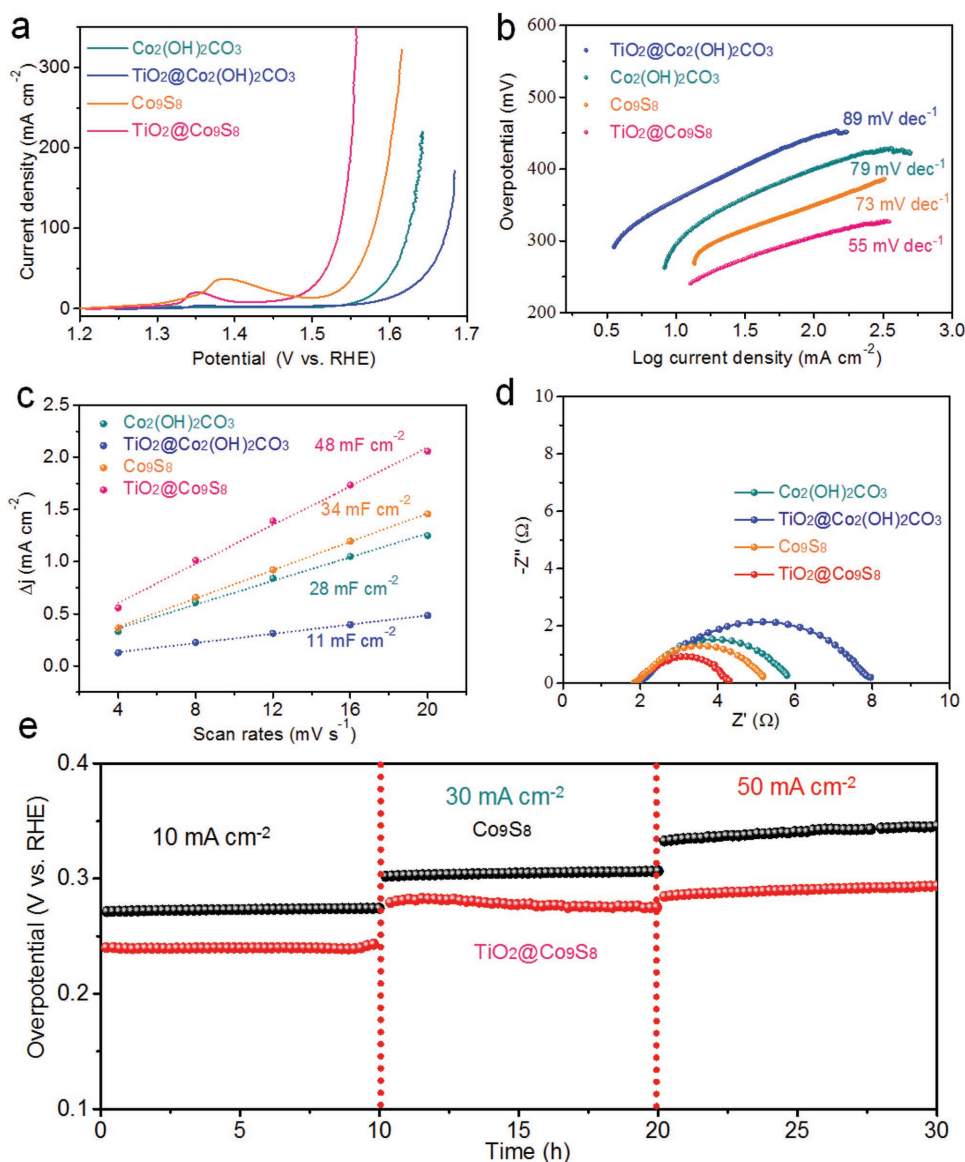 a
Current density (mA cm⁻²)
300
200
100
0
Co₂(OH)₂CO₃
TiO₂@Co₂(OH)₂CO₃
Co₉S₈
TiO₂@Co₉S₈
1.2 1.3 1.4 1.5 1.6 1.7
Potential (V vs. RHE)
b
Overpotential (mV)
600
500
400
300
200
TiO₂@Co₂(OH)₂CO₃
Co₂(OH)₂CO₃
Co₉S₈
TiO₂@Co₉S₈
89 mV dec⁻¹
79 mV dec⁻¹
73 mV dec⁻¹
55 mV dec⁻¹
0.5 1.0 1.5 2.0 2.5 3.0
Log current density (mA cm⁻²)
c
Δj (mA cm⁻²)
2.5
2.0
1.5
1.0
0.5
0.0
Co₂(OH)₂CO₃
TiO₂@Co₂(OH)₂CO₃
Co₉S₈
TiO₂@Co₉S₈
48 mF cm⁻²
34 mF cm⁻²
28 mF cm⁻²
11 mF cm⁻²
4 8 12 16 20
Scan rates (mV s⁻¹)
d
-Z'' (Ω)
10
8
6
4
2
0
Co₂(OH)₂CO₃
TiO₂@Co₂(OH)₂CO₃
Co₉S₈
TiO₂@Co₉S₈
0 2 4 6 8 10
Z' (Ω)
e
Overpotential (V vs. RHE)
0.4
0.3
0.2
0.1
10 mA cm⁻²
30 mA cm⁻²
50 mA cm⁻²
Co₉S₈
TiO₂@Co₉S₈
0 5 10 15 20 25 30
Time (h)